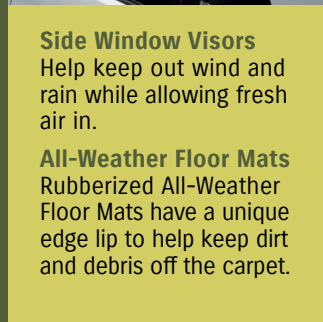 Side Window Visors
Help keep out wind and
rain while allowing fresh
air in.
All-Weather Floor Mats
Rubberized All-Weather
Floor Mats have a unique
edge lip to help keep dirt
and debris off the carpet.